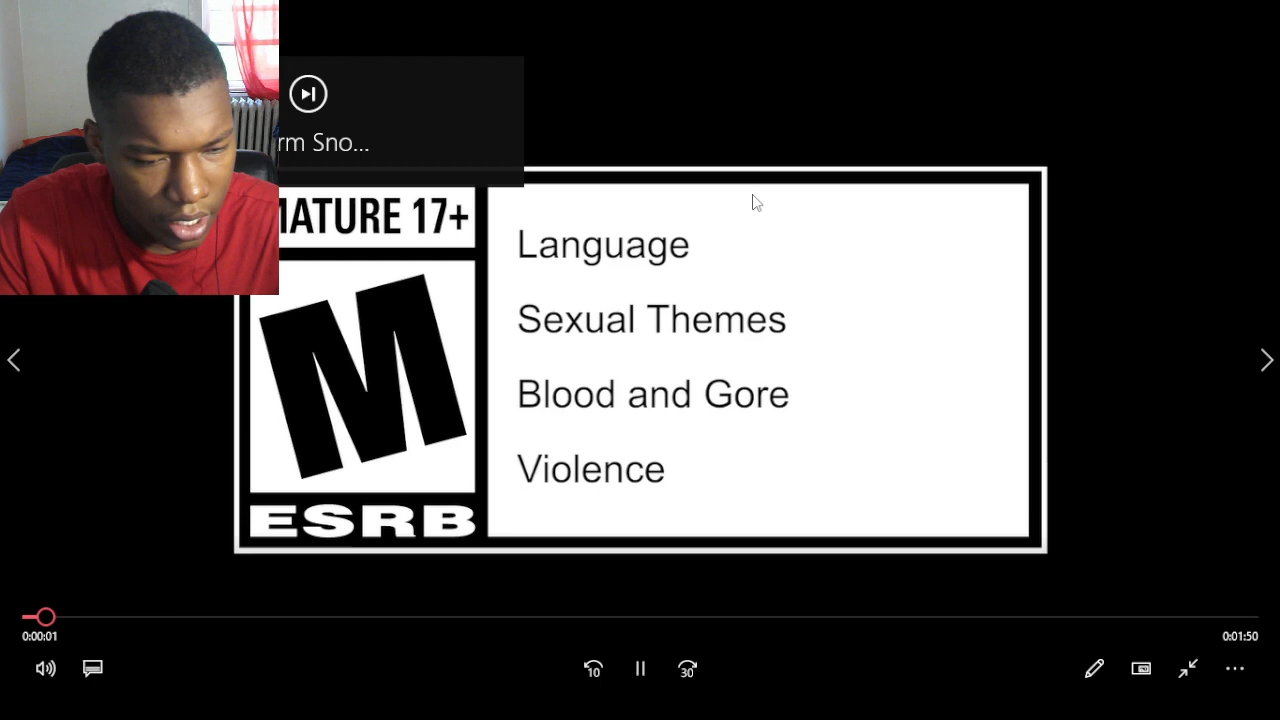 rm Sno...
MATURE 17+
Language
Sexual Themes
Blood and Gore
Violence
M
ESRB
0:00:01
0:01:50
10
30